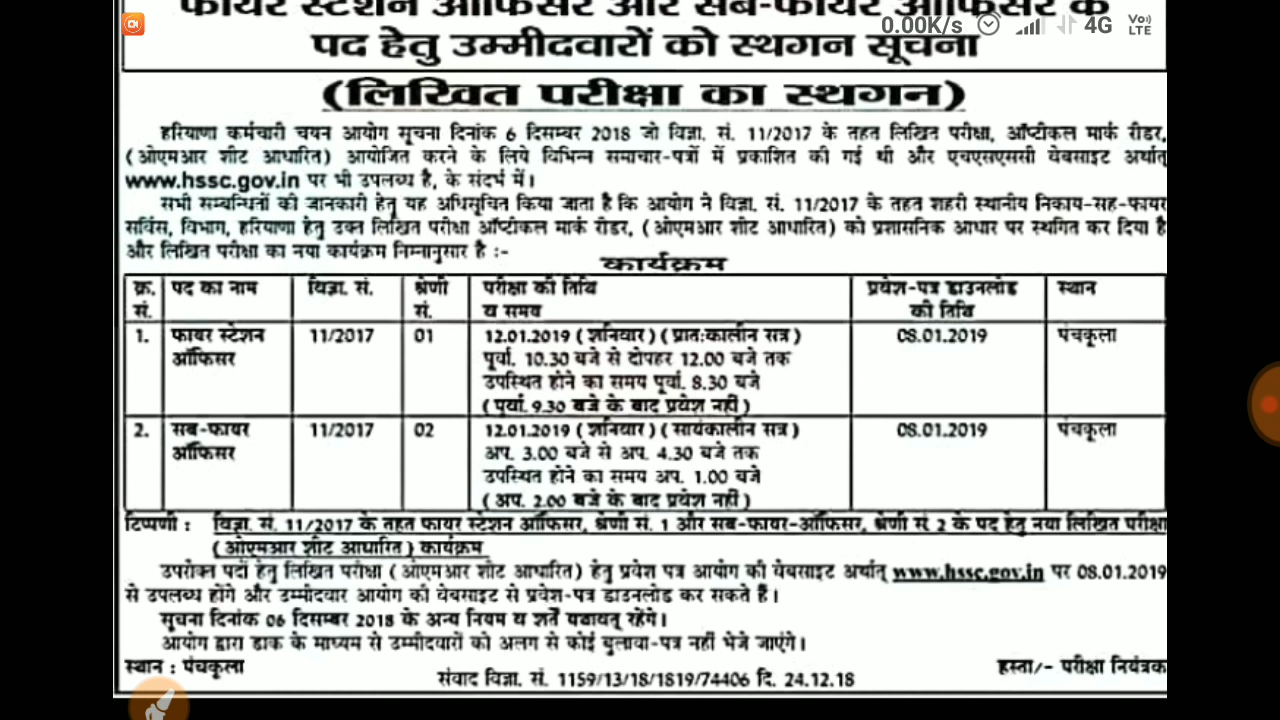 फायर स्टेशन ऑफिसर और सब-फायर ऑफिसर के
0.00K/s 4G VoLTE
पद हेतु उम्मीदवारों को स्थगन सूचना
(लिखित परीक्षा का स्थगन)
हरियाणा कर्मचारी चयन आयोग सूचना दिनांक 6 दिसम्बर 2018 जो विज्ञा. सं. 11/2017 के तहत लिखित परीक्षा, ऑप्टीकल मार्क रीडर,
(ओएमआर शीट आधारित) आयोजित करने के लिये विभिन्न समाचार-पत्रों में प्रकाशित की गई थी और एचएसएससी वेबसाइट अर्थात्
www.hssc.gov.in पर भी उपलब्ध है, के संदर्भ में।
सभी सम्बन्धितों की जानकारी हेतु यह अधिसूचित किया जाता है कि आयोग ने विज्ञा. सं. 11/2017 के तहत शहरी स्थानीय निकाय-सह-फायर
सर्विस, विभाग, हरियाणा हेतु उक्त लिखित परीक्षा ऑप्टीकल मार्क रीडर, (ओएमआर शीट आधारित) को प्रशासनिक आधार पर स्थगित कर दिया है
और लिखित परीक्षा का नया कार्यक्रम निम्नानुसार है :-
कार्यक्रम
क्र. सं. पद का नाम विज्ञा. सं. श्रेणी सं. परीक्षा की तिथि व समय प्रवेश-पत्र डाउनलोड की तिथि स्थान
1. फायर स्टेशन 11/2017 01 12.01.2019 (शनिवार) (प्रातःकालीन सत्र) 08.01.2019 पंचकूला
ऑफिसर पूर्वा. 10.30 बजे से दोपहर 12.00 बजे तक
उपस्थित होने का समय पूर्वा. 8.30 बजे
(पूर्वा. 9.30 बजे के बाद प्रवेश नहीं)
2. सब-फायर 11/2017 02 12.01.2019 (शनिवार) (सायंकालीन सत्र) 08.01.2019 पंचकूला
ऑफिसर अप. 3.00 बजे से अप. 4.30 बजे तक
उपस्थित होने का समय अप. 1.00 बजे
(अप. 2.00 बजे के बाद प्रवेश नहीं)
टिप्पणी : विज्ञा. सं. 11/2017 के तहत फायर स्टेशन ऑफिसर, श्रेणी सं. 1 और सब-फायर-ऑफिसर, श्रेणी सं. 2 के पद हेतु नया लिखित परीक्षा
(ओएमआर शीट आधारित) कार्यक्रम
उपरोक्त पदों हेतु लिखित परीक्षा (ओएमआर शीट आधारित) हेतु प्रवेश पत्र आयोग की वेबसाइट अर्थात् www.hssc.gov.in पर 08.01.2019
से उपलब्ध होंगे और उम्मीदवार आयोग की वेबसाइट से प्रवेश-पत्र डाउनलोड कर सकते हैं।
सूचना दिनांक 06 दिसम्बर 2018 के अन्य नियम व शर्तें यथावत् रहेंगे।
आयोग द्वारा डाक के माध्यम से उम्मीदवारों को अलग से कोई बुलावा-पत्र नहीं भेजे जाएंगे।
स्थान : पंचकूला हस्ता/- परीक्षा नियंत्रक
संवाद विज्ञा. सं. 1159/13/18/1819/74406 दि. 24.12.18